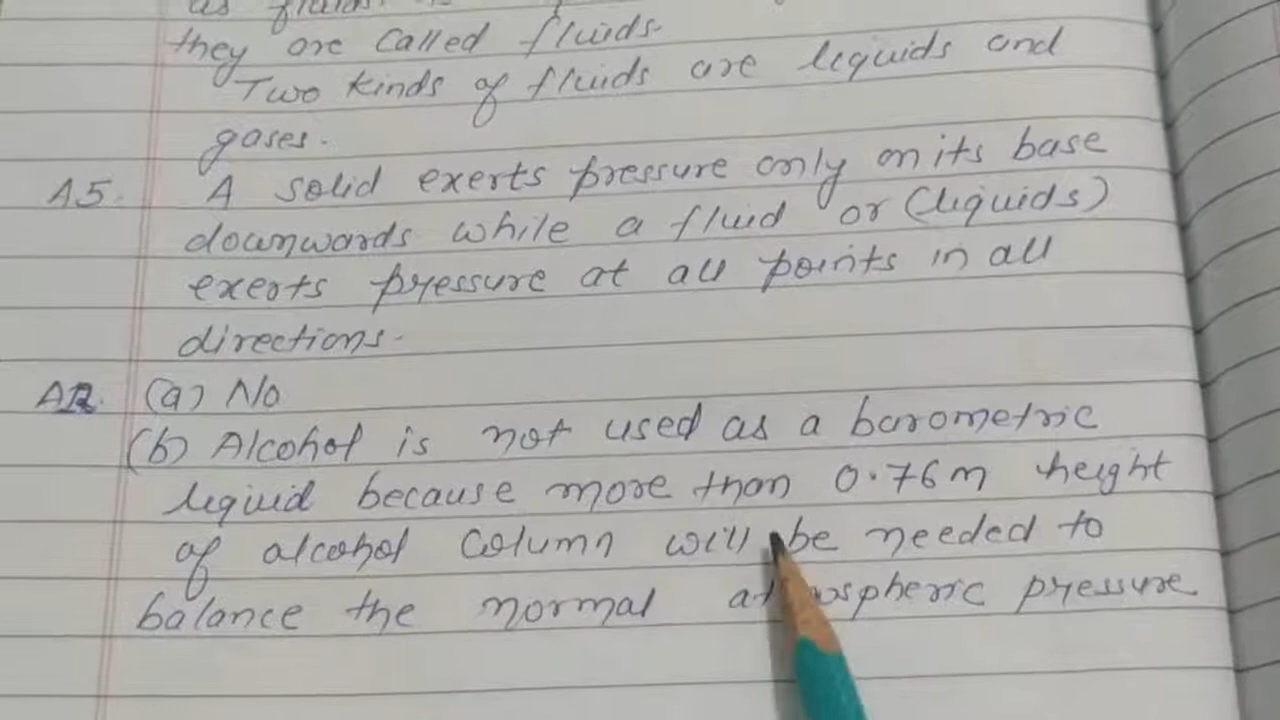 as fluids
they are called fluids.
Two kinds of fluids are liquids and
gases.
A5. A solid exerts pressure only on its base
downwards while a fluid or (liquids)
exerts pressure at all points in all
directions.
(a) No
(b) Alcohol is not used as a barometric
liquid because more than 0.76m height
of alcohol column will be needed to
balance the normal atmospheric pressure